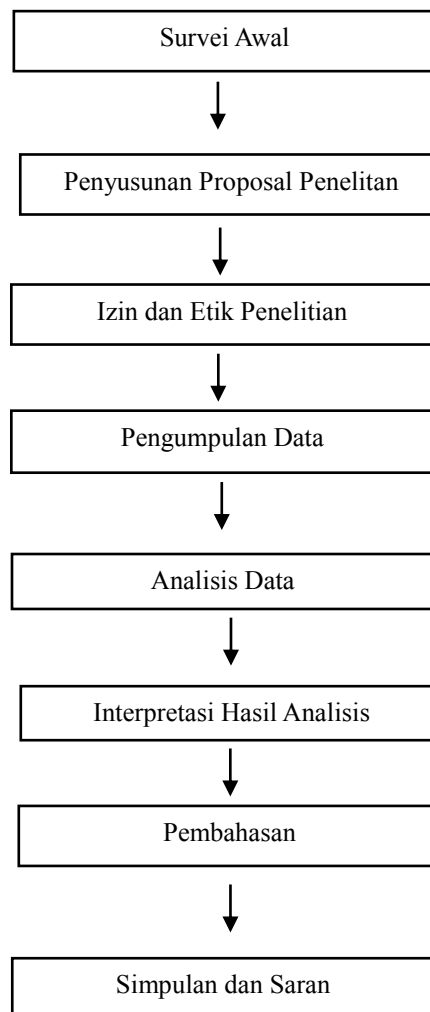 Survei Awal
Penyusunan Proposal Penelitan
Izin dan Etik Penelitian
Pengumpulan Data
Analisis Data
Interpretasi Hasil Analisis
Pembahasan
Simpulan dan Saran